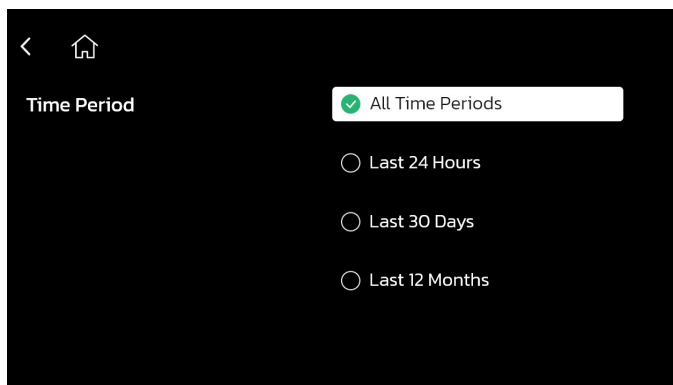 Time Period
All Time Periods
Last 24 Hours
Last 30 Days
Last 12 Months